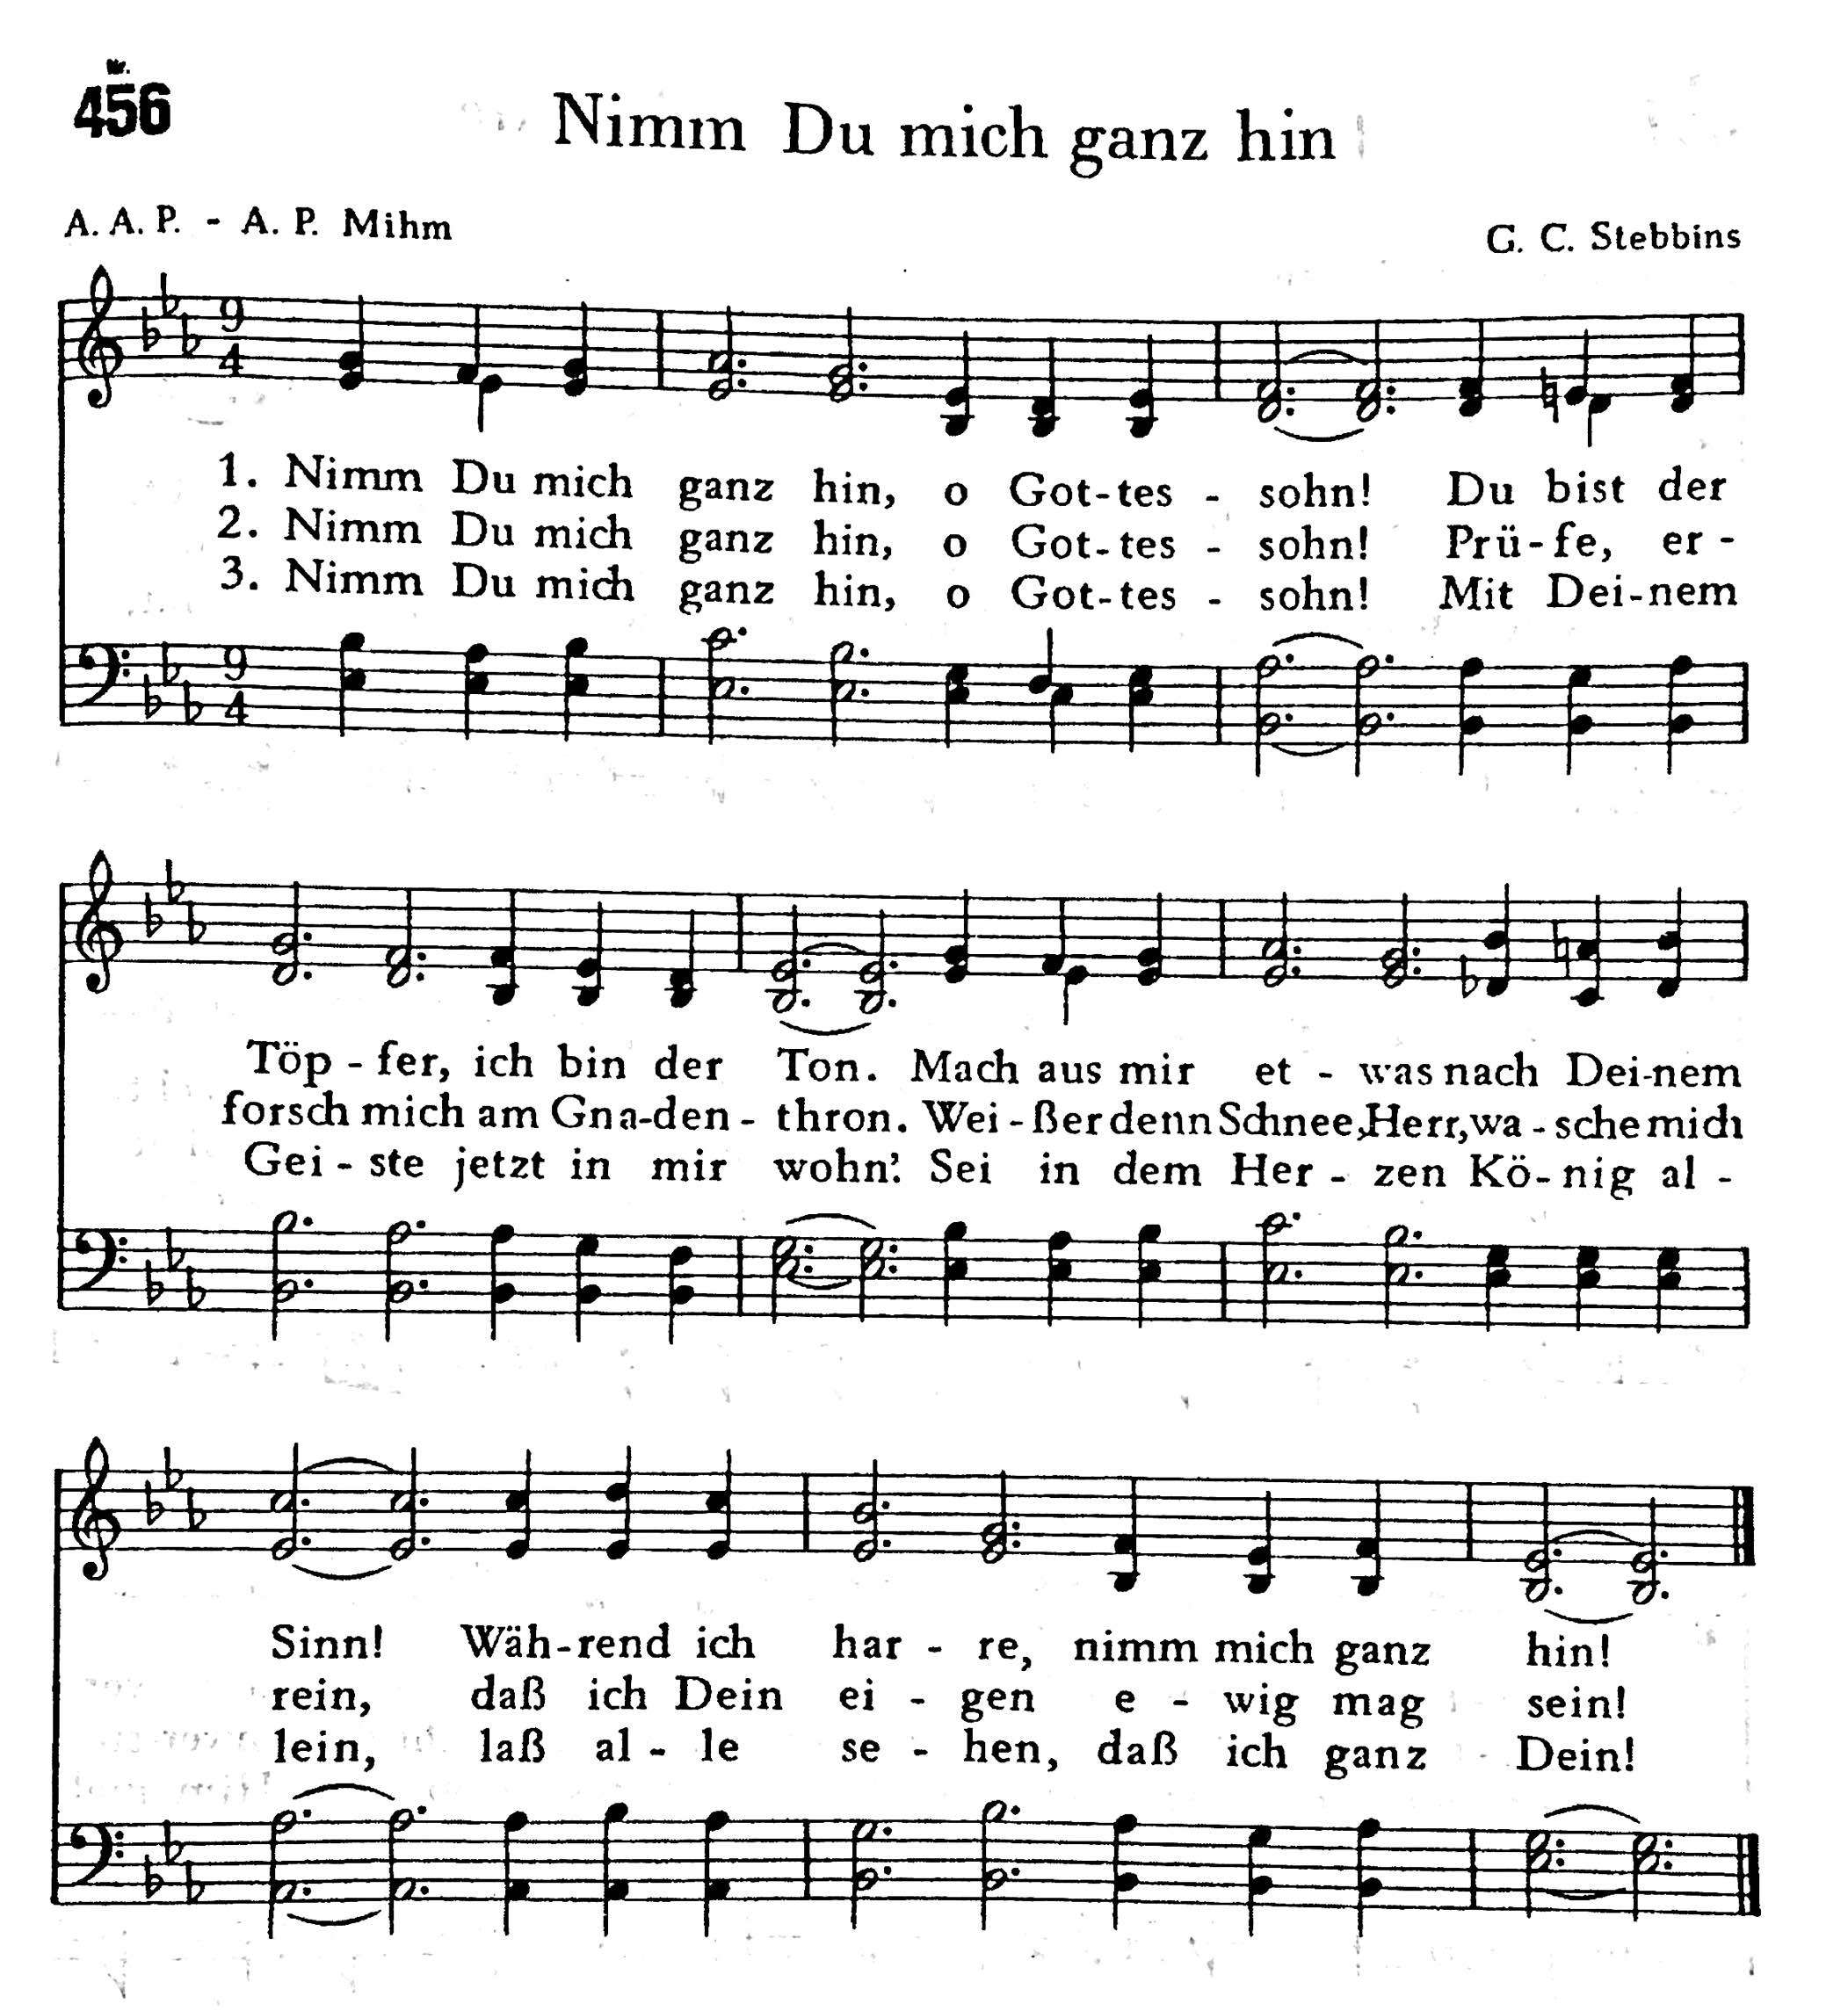 Nr.
456
Nimm Du mich ganz hin
A. A. P. - A. P. Mihm
G. C. Stebbins
9
4
1. Nimm Du mich ganz hin, o Got-tes - sohn! Du bist der
2. Nimm Du mich ganz hin, o Got-tes - sohn! Prü-fe, er-
3. Nimm Du mich ganz hin, o Got-tes - sohn! Mit Dei-nem
9
4
Töp - fer, ich bin der Ton. Mach aus mir et - was nach Dei-nem
forsch mich am Gna-den - thron. Wei - ßer denn Schnee, Herr, wa - sche mich
Gei - ste jetzt in mir wohn'. Sei in dem Her - zen Kö - nig al -
Sinn! Wäh-rend ich har - re, nimm mich ganz hin!
rein, daß ich Dein ei - gen e - wig mag sein!
lein, laß al - le se - hen, daß ich ganz Dein!